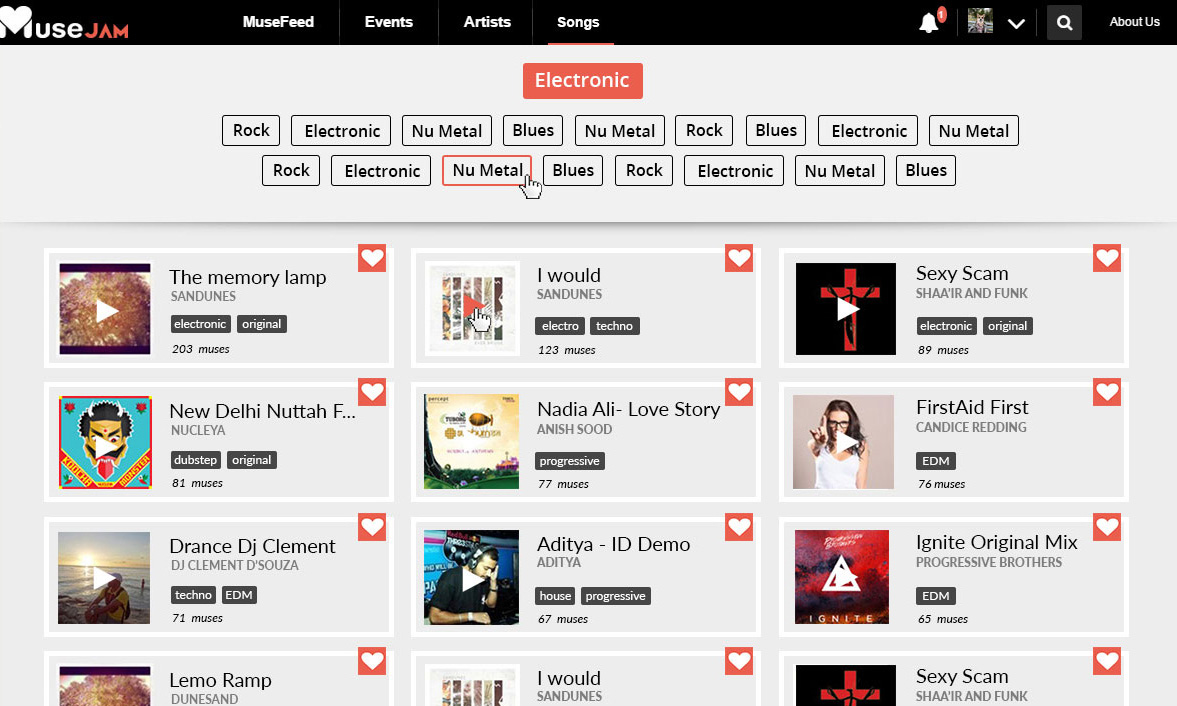 MuseJAM MuseFeed Events Artists Songs 1 About Us
Electronic
Rock Electronic Nu Metal Blues Nu Metal Rock Blues Electronic Nu Metal
Rock Electronic Nu Metal Blues Rock Electronic Nu Metal Blues
The memory lamp
SANDUNES
electronic original
203 muses
I would
SANDUNES
electro techno
123 muses
Sexy Scam
SHAA'IR AND FUNK
electronic original
89 muses
New Delhi Nuttah F...
NUCLEYA
dubstep original
81 muses
percept
TUBORG
Nadia Ali- Love Story
ANISH SOOD
progressive
77 muses
FirstAid First
CANDICE REDDING
EDM
76 muses
Drance Dj Clement
DJ CLEMENT D'SOUZA
techno EDM
71 muses
Aditya - ID Demo
ADITYA
house progressive
67 muses
IGNITE
Ignite Original Mix
PROGRESSIVE BROTHERS
EDM
65 muses
Lemo Ramp
DUNESAND
I would
SANDUNES
Sexy Scam
SHAA'IR AND FUNK